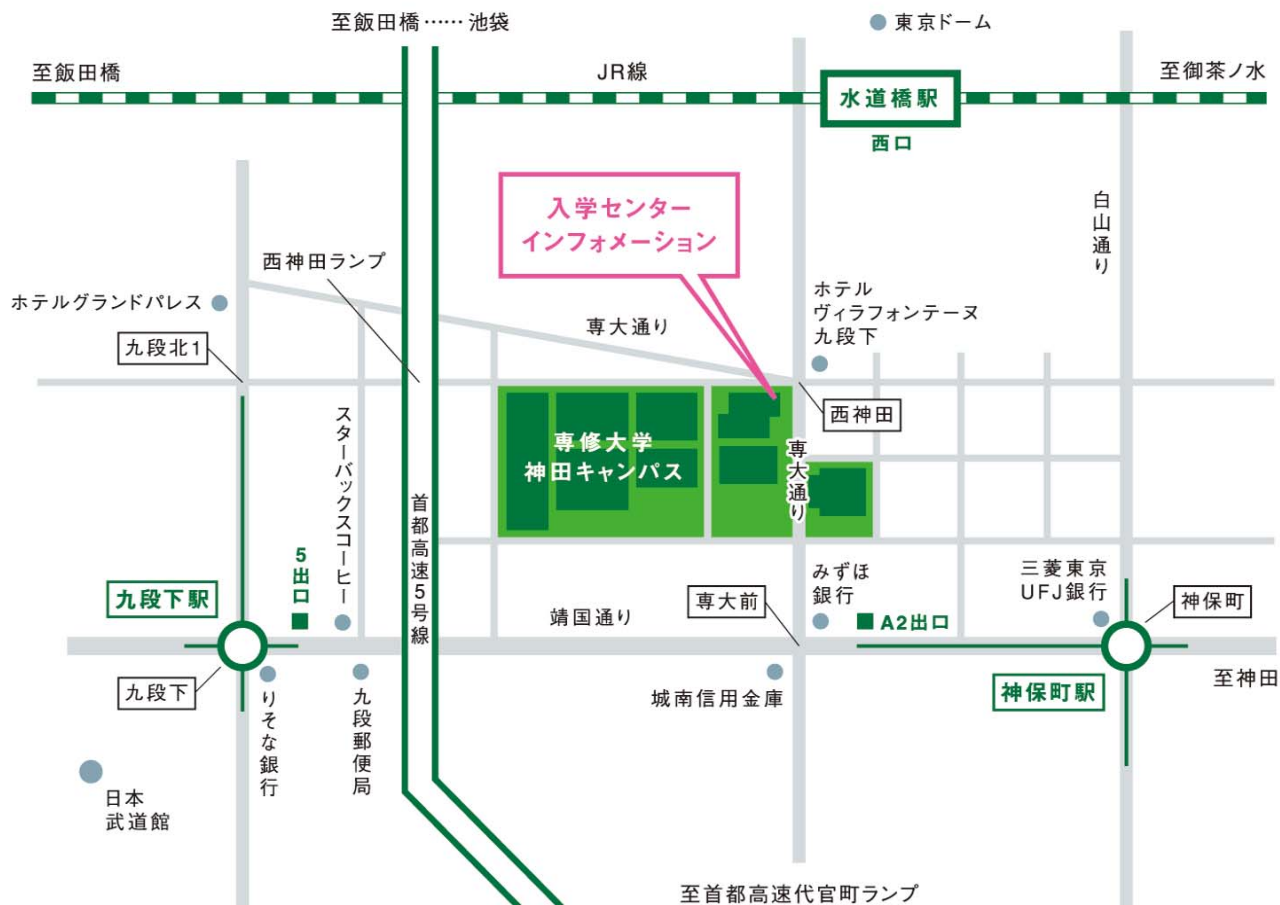 至飯田橋……池袋
東京ドーム
至飯田橋
JR線
至御茶ノ水
水道橋駅
西口
入学センター
インフォメーション
白山通り
西神田ランプ
ホテルグランドパレス
専大通り
ホテル
ヴィラフォンテーヌ
九段下
九段北1
西神田
スターバックスコーヒー
専修大学
神田キャンパス
専大通り
首都高速5号線
5出口
九段下駅
靖国通り
専大前
みずほ
銀行
A2出口
三菱東京
UFJ銀行
神保町
九段下
りそな銀行
九段郵便局
城南信用金庫
神保町駅
至神田
日本
武道館
至首都高速代官町ランプ